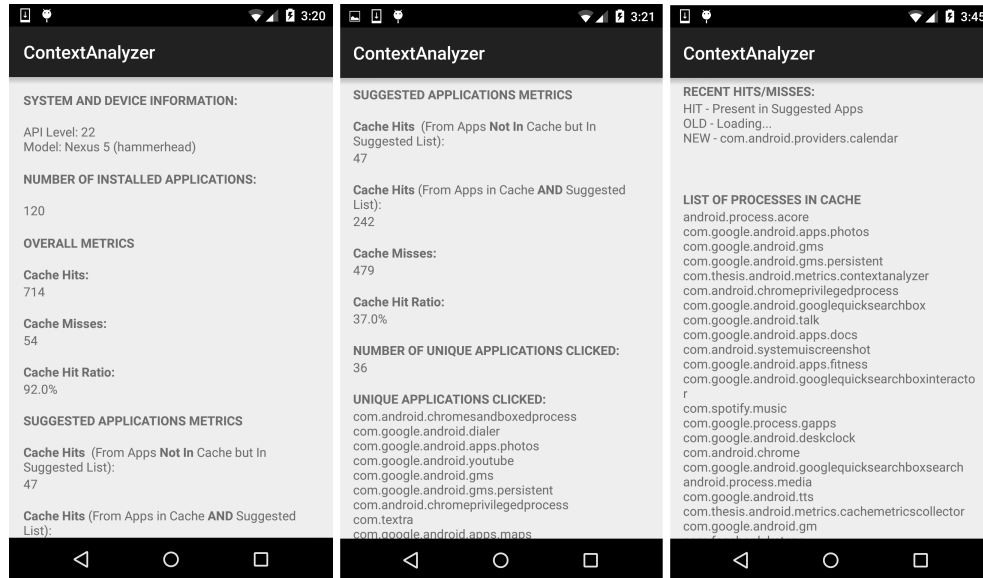 3:20
ContextAnalyzer
SYSTEM AND DEVICE INFORMATION:
API Level: 22
Model: Nexus 5 (hammerhead)
NUMBER OF INSTALLED APPLICATIONS:
120
OVERALL METRICS
Cache Hits:
714
Cache Misses:
54
Cache Hit Ratio:
92.0%
SUGGESTED APPLICATIONS METRICS
Cache Hits (From Apps Not In Cache but In
Suggested List):
47
Cache Hits (From Apps in Cache AND Suggested
List):
3:21
ContextAnalyzer
SUGGESTED APPLICATIONS METRICS
Cache Hits (From Apps Not In Cache but In
Suggested List):
47
Cache Hits (From Apps in Cache AND Suggested
List):
242
Cache Misses:
479
Cache Hit Ratio:
37.0%
NUMBER OF UNIQUE APPLICATIONS CLICKED:
36
UNIQUE APPLICATIONS CLICKED:
com.android.chromesandboxedprocess
com.google.android.dialer
com.google.android.apps.photos
com.google.android.youtube
com.google.android.gms
com.google.android.gms.persistent
com.android.chromeprivilegedprocess
com.textra
com.google.android.apps.maps
3:45
ContextAnalyzer
RECENT HITS/MISSES:
HIT - Present in Suggested Apps
OLD - Loading...
NEW - com.android.providers.calendar
LIST OF PROCESSES IN CACHE
android.process.acore
com.google.android.apps.photos
com.google.android.gms
com.google.android.gms.persistent
com.thesis.android.metrics.contextanalyzer
com.android.chromeprivilegedprocess
com.google.android.googlequicksearchbox
com.google.android.talk
com.google.android.apps.docs
com.android.systemuiscreenshot
com.google.android.apps.fitness
com.google.android.googlequicksearchboxinteracto
r
com.spotify.music
com.google.process.gapps
com.google.android.deskclock
com.android.chrome
com.google.android.googlequicksearchboxsearch
android.process.media
com.google.android.tts
com.thesis.android.metrics.cachemetricscollector
com.google.android.gm